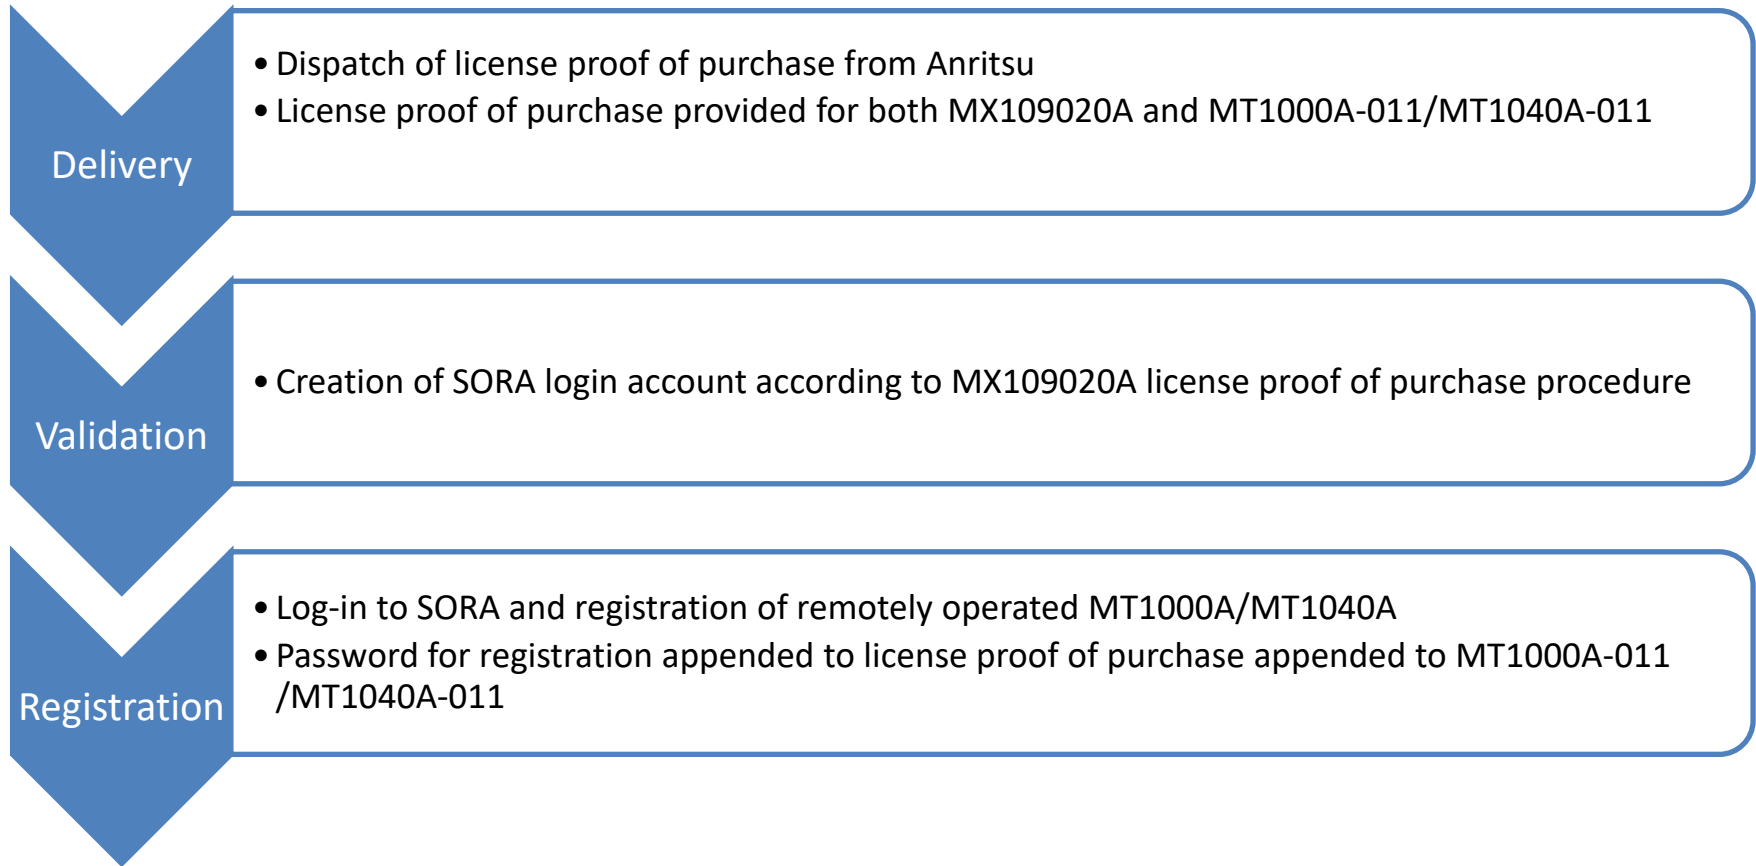 Delivery
• Dispatch of license proof of purchase from Anritsu
• License proof of purchase provided for both MX109020A and MT1000A-011/MT1040A-011
Validation
• Creation of SORA login account according to MX109020A license proof of purchase procedure
Registration
• Log-in to SORA and registration of remotely operated MT1000A/MT1040A
• Password for registration appended to license proof of purchase appended to MT1000A-011
/MT1040A-011